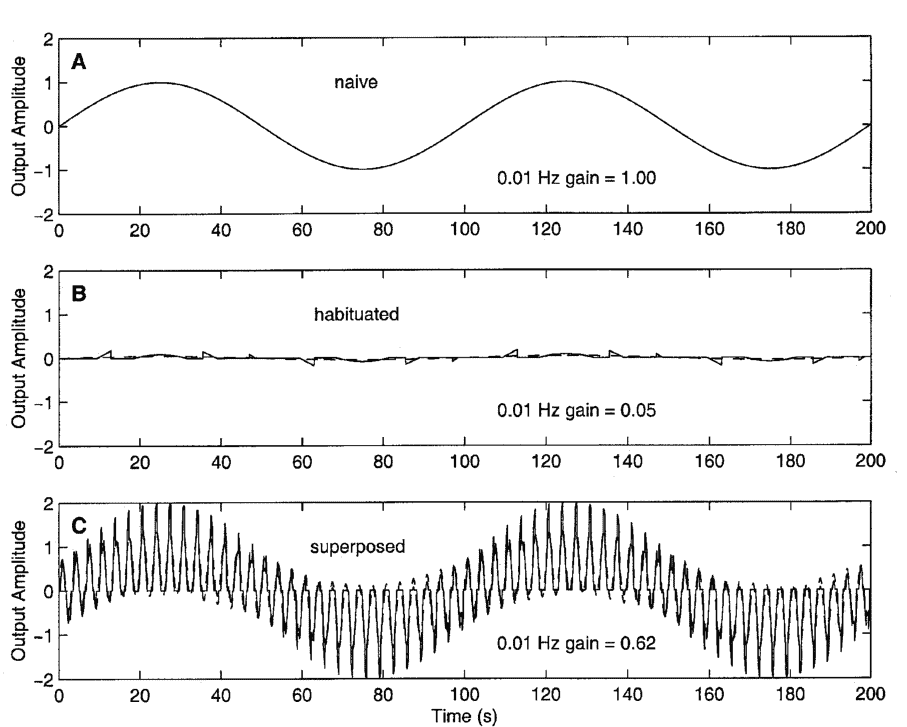 2
A
1
naive
Output Amplitude
0
-1
0.01 Hz gain = 1.00
-2
0 20 40 60 80 100 120 140 160 180 200
2
B
1
habituated
Output Amplitude
0
-1
0.01 Hz gain = 0.05
-2
0 20 40 60 80 100 120 140 160 180 200
2
C
1
superposed
Output Amplitude
0
-1
0.01 Hz gain = 0.62
-2
0 20 40 60 80 100 120 140 160 180 200
Time (s)